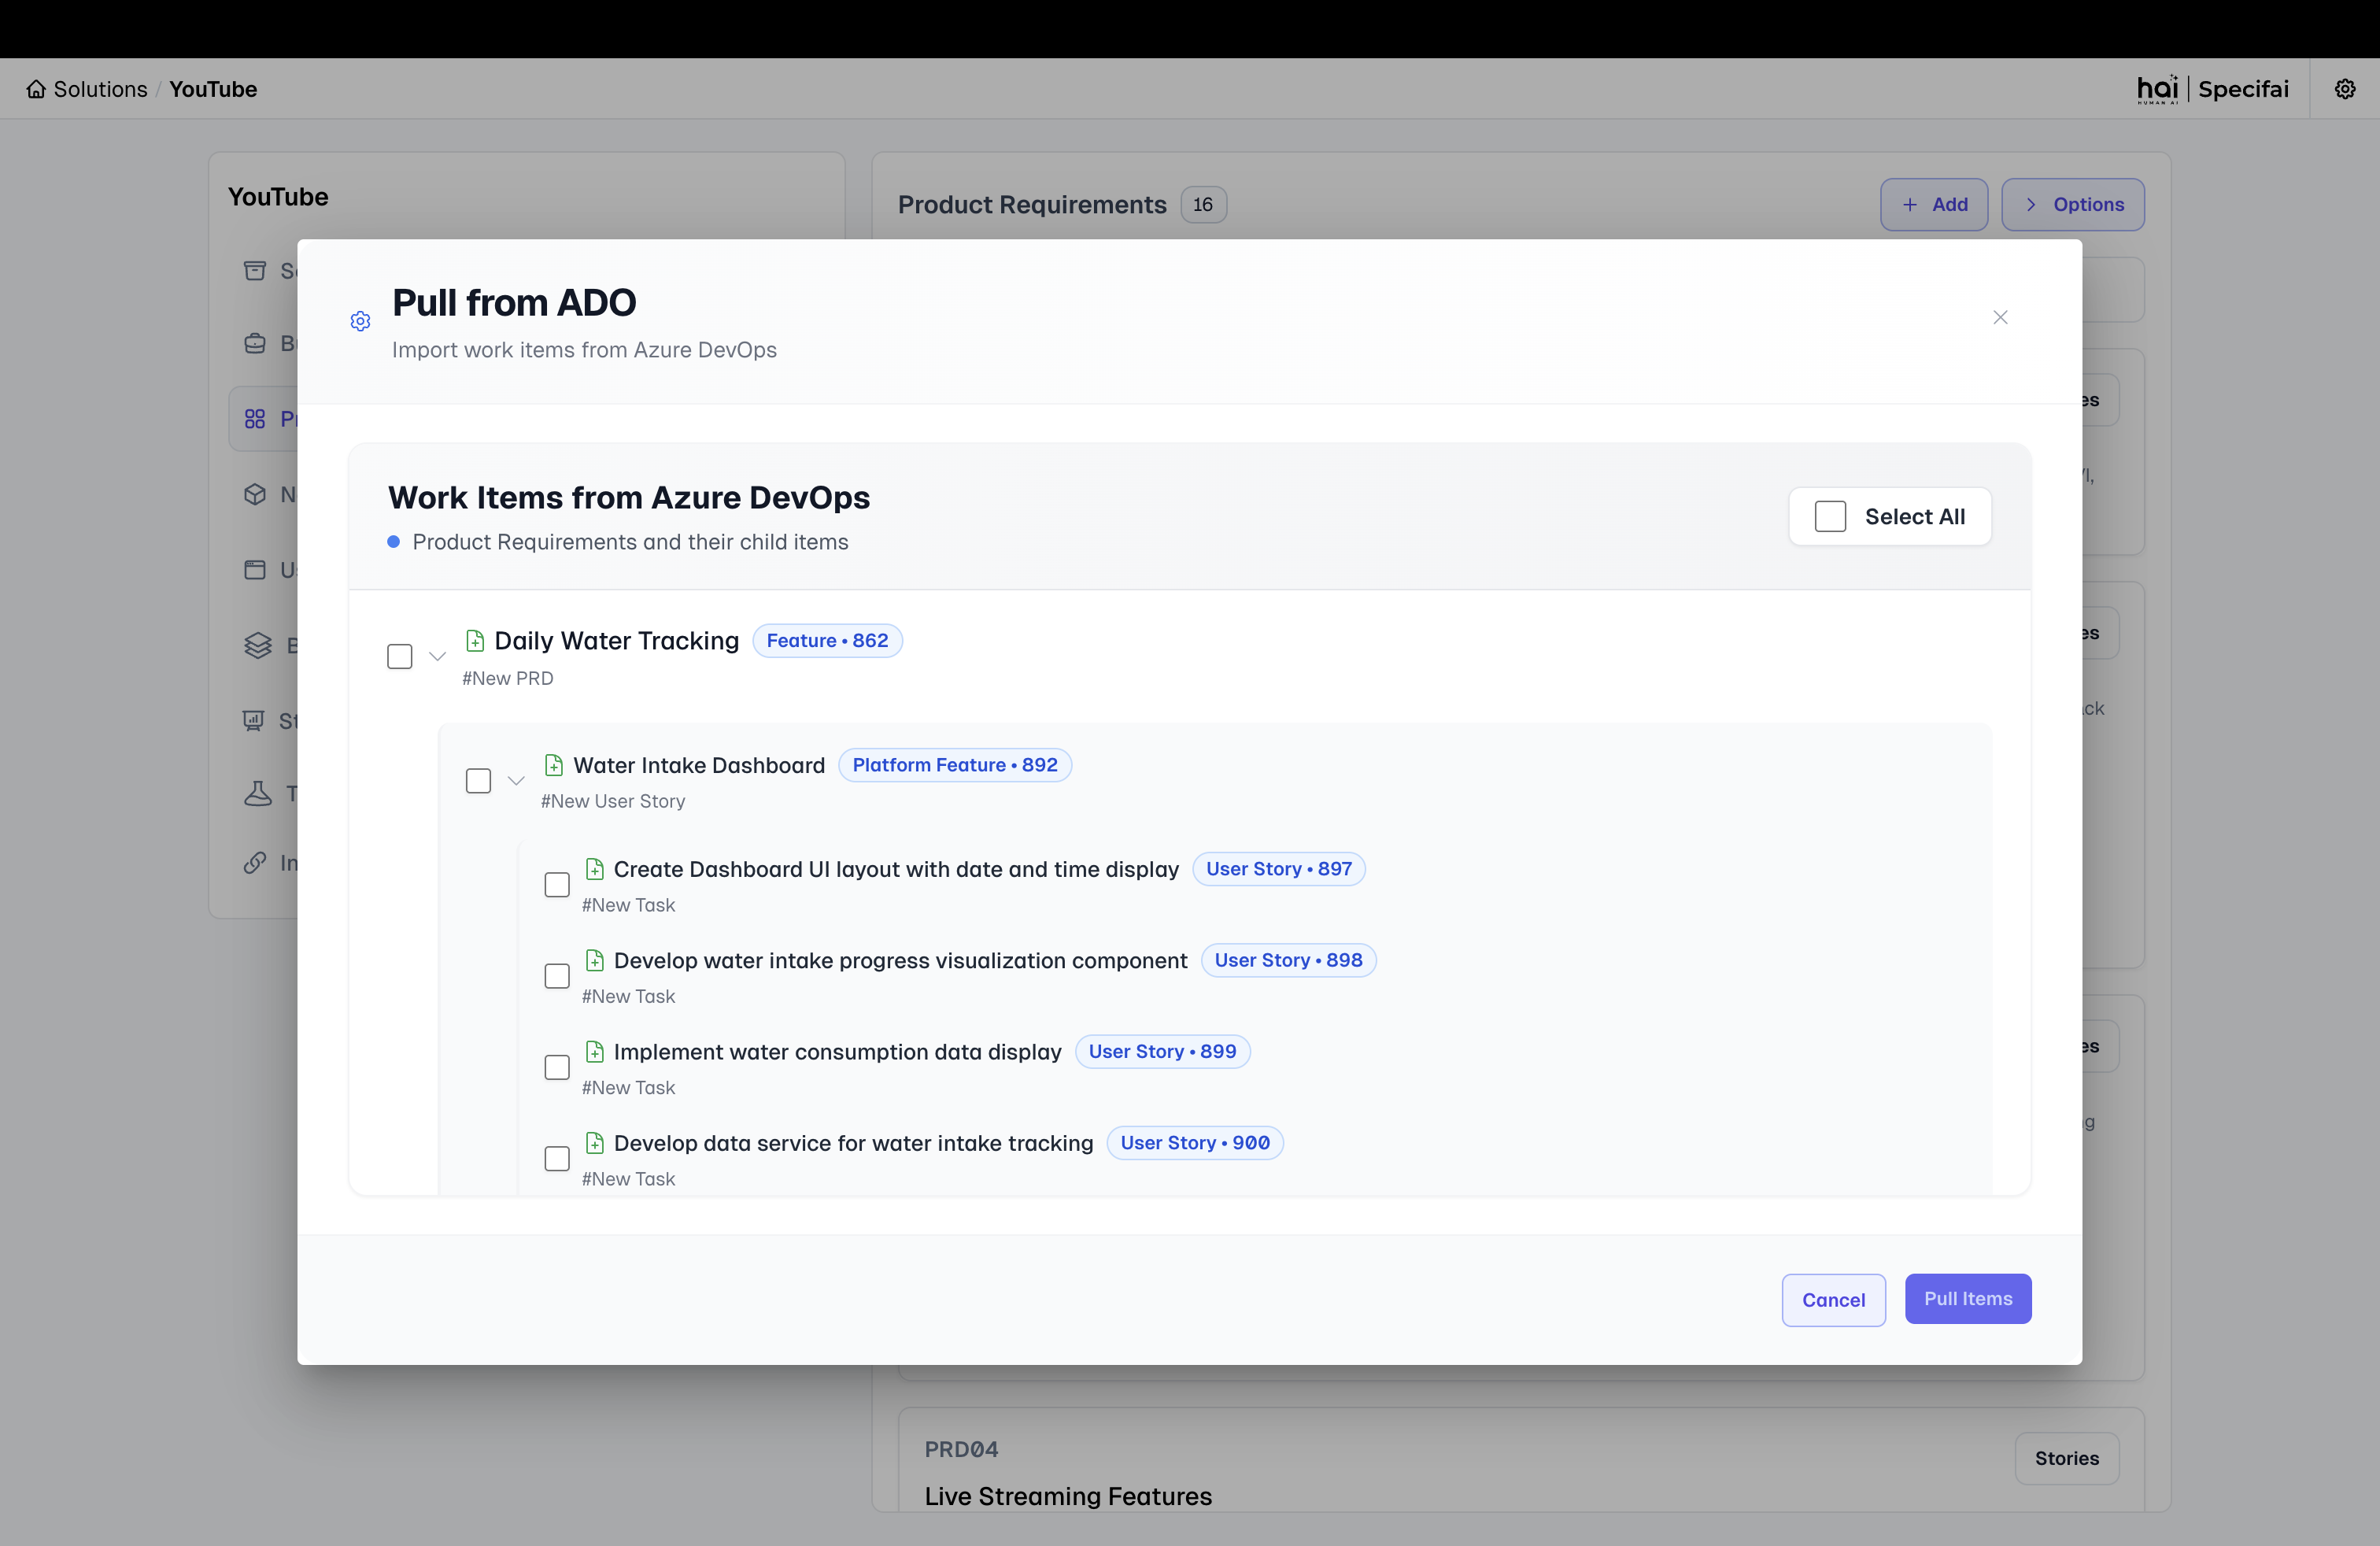 Solutions / YouTube
hai | Specifai
HUMAN AI
YouTube
Product Requirements 16
+ Add
Options
Pull from ADO
Import work items from Azure DevOps
Work Items from Azure DevOps
Product Requirements and their child items
Select All
Daily Water Tracking Feature • 862
#New PRD
Water Intake Dashboard Platform Feature • 892
#New User Story
Create Dashboard UI layout with date and time display User Story • 897
#New Task
Develop water intake progress visualization component User Story • 898
#New Task
Implement water consumption data display User Story • 899
#New Task
Develop data service for water intake tracking User Story • 900
#New Task
Cancel
Pull Items
PRD04
Stories
Live Streaming Features